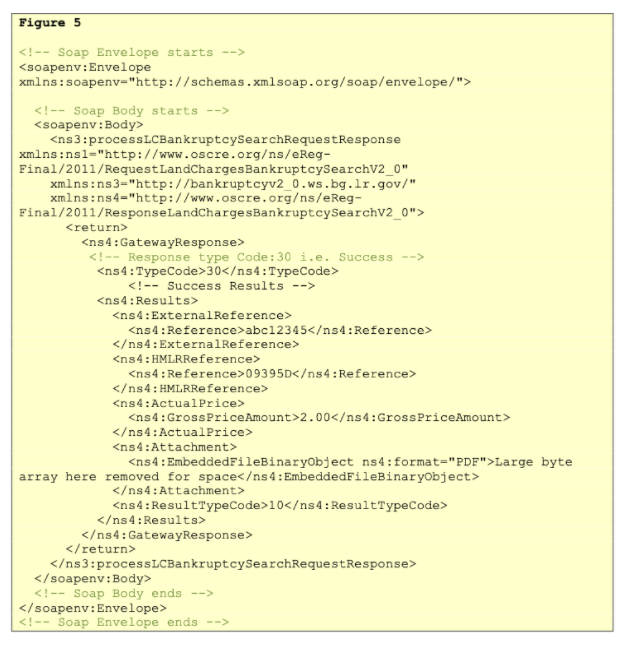 Figure 5
<!-- Soap Envelope starts -->
<soapenv:Envelope
xmlns:soapenv="http://schemas.xmlsoap.org/soap/envelope/">
<!-- Soap Body starts -->
<soapenv:Body>
<ns3:processLCBankruptcySearchRequestResponse
xmlns:ns1="http://www.oscre.org/ns/eReg-
Final/2011/RequestLandChargesBankruptcySearchV2_0"
xmlns:ns3="http://bankruptcyv2_0.ws.bg.lr.gov/"
xmlns:ns4="http://www.oscre.org/ns/eReg-
Final/2011/ResponseLandChargesBankruptcySearchV2_0">
<return>
<ns4:GatewayResponse>
<!-- Response type Code:30 i.e. Success -->
<ns4:TypeCode>30</ns4:TypeCode>
<!-- Success Results -->
<ns4:Results>
<ns4:ExternalReference>
<ns4:Reference>abc12345</ns4:Reference>
</ns4:ExternalReference>
<ns4:HMLRReference>
<ns4:Reference>09395D</ns4:Reference>
</ns4:HMLRReference>
<ns4:ActualPrice>
<ns4:GrossPriceAmount>2.00</ns4:GrossPriceAmount>
</ns4:ActualPrice>
<ns4:Attachment>
<ns4:EmbeddedFileBinaryObject ns4:format="PDF">Large byte
array here removed for space</ns4:EmbeddedFileBinaryObject>
</ns4:Attachment>
<ns4:ResultTypeCode>10</ns4:ResultTypeCode>
</ns4:Results>
</ns4:GatewayResponse>
</return>
</ns3:processLCBankruptcySearchRequestResponse>
</soapenv:Body>
<!-- Soap Body ends -->
</soapenv:Envelope>
<!-- Soap Envelope ends -->